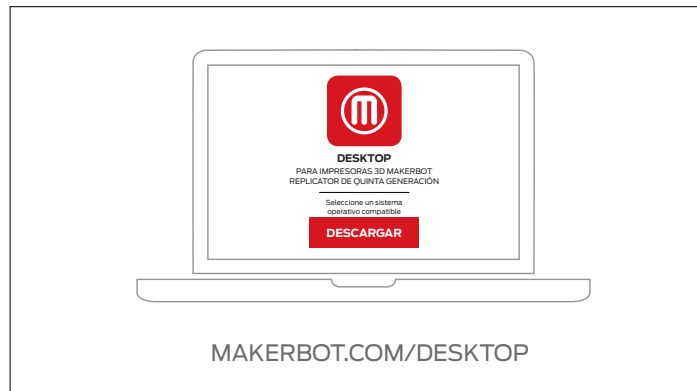 DESKTOP
PARA IMPRESORAS 3D MAKERBOT
REPLICATOR DE QUINTA GENERACIÓN
Seleccione un sistema
operativo compatible
DESCARGAR
MAKERBOT.COM/DESKTOP